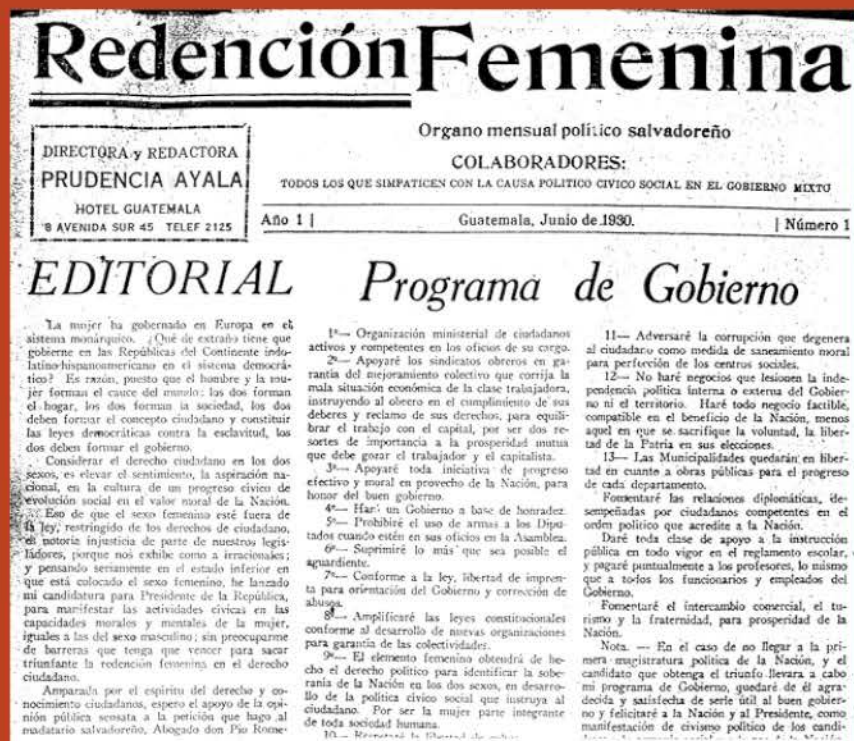 Redención Femenina
DIRECTORA y REDACTORA
PRUDENCIA AYALA
HOTEL GUATEMALA
8 AVENIDA SUR 45 TELEF 2125
Organo mensual político salvadoreño
COLABORADORES:
TODOS LOS QUE SIMPATICEN CON LA CAUSA POLITICO CIVICO SOCIAL EN EL GOBIERNO MIXTO
Año 1 | Guatemala, Junio de 1930. | Número 1
EDITORIAL
La mujer ha gobernado en Europa en el
sistema monárquico. ¿Qué de extraño tiene que
gobierne en las Repúblicas del Continente indo-
latino-hispanoamericano en el sistema democrá-
tico? Es razón, puesto que el hombre y la mu-
jer forman el cauce del mundo: los dos forman
el hogar, los dos forman la sociedad, los dos
deben formar el concepto ciudadano y constituir
las leyes democráticas contra la esclavitud, los
dos deben formar el gobierno.
Considerar el derecho ciudadano en los dos
sexos, es elevar el sentimiento, la aspiración na-
cional, en la cultura de un progreso cívico de
evolución social en el valor moral de la Nación.
Eso de que el sexo femenino esté fuera de
la ley, restringido de los derechos de ciudadano,
es notoria injusticia de parte de nuestros legis-
ladores, porque nos exhibe como a irracionales;
y pensando seriamente en el estado inferior en
que está colocado el sexo femenino, he lanzado
mi candidatura para Presidente de la República,
para manifestar las actividades cívicas en las
capacidades morales y mentales de la mujer,
iguales a las del sexo masculino; sin preocuparme
de barreras que tenga que vencer para sacar
triunfante la redención femenina en el derecho
ciudadano.
Amparada por el espíritu del derecho y co-
nocimiento ciudadanos, espero el apoyo de la opi-
nión pública sensata a la petición que hago al
madatario salvadoreño, Abogado don Pío Rome-
Programa de Gobierno
1º— Organización ministerial de ciudadanos
activos y competentes en los oficios de su cargo.
2º— Apoyaré los sindicatos obreros en ga-
rantía del mejoramiento colectivo que corrija la
mala situación económica de la clase trabajadora,
instruyendo al obrero en el cumplimiento de sus
deberes y reclamo de sus derechos, para equili-
brar el trabajo con el capital, por ser dos re-
sortes de importancia a la prosperidad mutua
que debe gozar el trabajador y el capitalista.
3º— Apoyaré toda iniciativa de progreso
efectivo y moral en provecho de la Nación, para
honor del buen gobierno.
4º— Haré un Gobierno a base de honradez.
5º— Prohibiré el uso de armas a los Dipu-
tados cuando estén en sus oficios en la Asamblea.
6º— Suprimiré lo más que sea posible el
aguardiente.
7º— Conforme a la ley, libertad de impren-
ta para orientación del Gobierno y corrección de
abusos.
8º— Amplificaré las leyes constitucionales
conforme al desarrollo de nuevas organizaciones
para garantía de las colectividades.
9º— El elemento femenino obtendrá de he-
cho el derecho político para identificar la sobe-
ranía de la Nación en los dos sexos, en desarro-
llo de la política cívico social que instruya al
ciudadano. Por ser la mujer parte integrante
de toda sociedad humana.
10— la libertad de
11— Adversaré la corrupción que degenera
al ciudadano como medida de saneamiento moral
para perfección de los centros sociales.
12— No haré negocios que lesionen la inde-
pendencia política interna o externa del Gobier-
no ni el territorio. Haré todo negocio factible,
compatible en el beneficio de la Nación, menos
aquel en que se sacrifique la voluntad, la liber-
tad de la Patria en sus elecciones.
13— Las Municipalidades quedarán en liber-
tad en cuanto a obras públicas para el progreso
de cada departamento.
Fomentaré las relaciones diplomáticas, de-
sempeñadas por ciudadanos competentes en el
orden político que acredite a la Nación.
Daré toda clase de apoyo a la instrucción
pública en todo vigor en el reglamento escolar,
y pagaré puntualmente a los profesores, lo mismo
que a todos los funcionarios y empleados del
Gobierno.
Fomentaré el intercambio comercial, el tu-
rismo y la fraternidad, para prosperidad de la
Nación.
Nota. — En el caso de no llegar a la pri-
mera magistratura política de la Nación, y el
candidato que obtenga el triunfo llevara a cabo
mi programa de Gobierno, quedaré de él agra-
decida y satisfecha de serle útil al buen gobier-
no y felicitaré a la Nación y al Presidente, como
manifestación de civismo político de los candi-